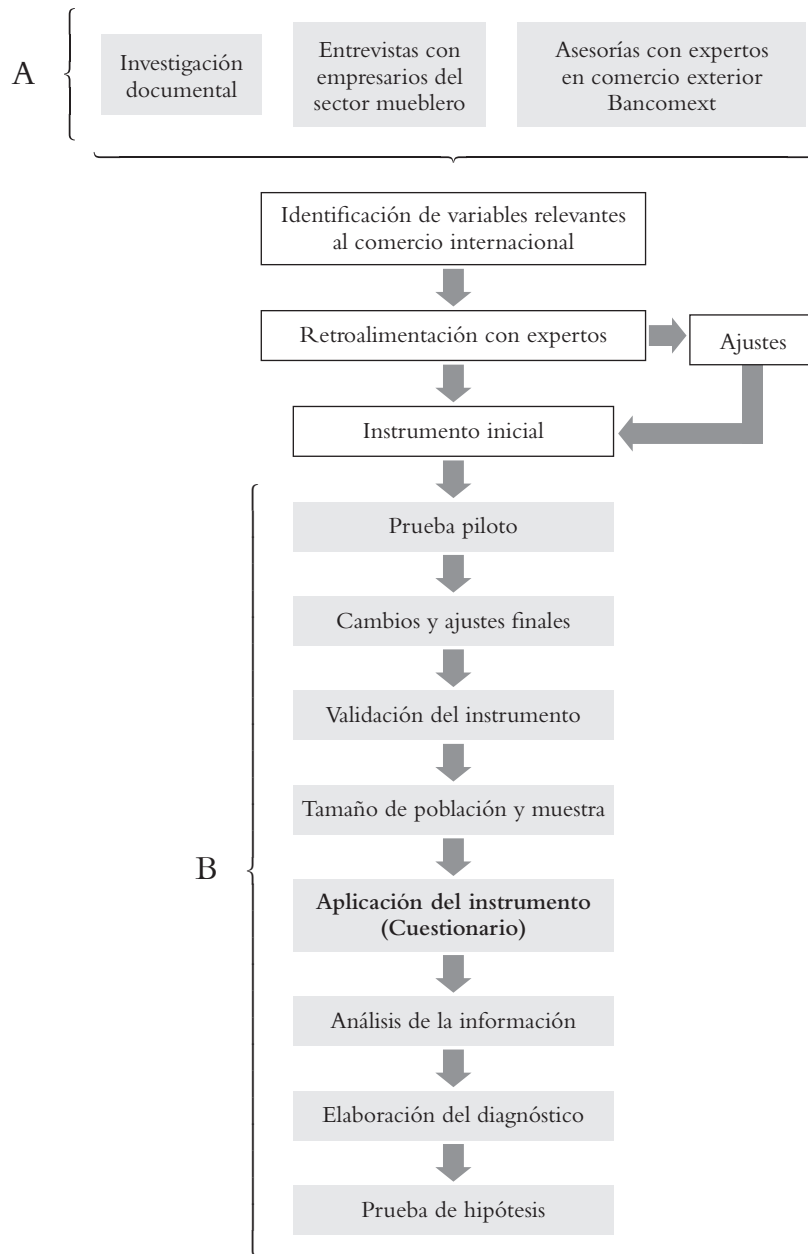 A
Investigación
documental
Entrevistas con
empresarios del
sector mueblero
Asesorías con expertos
en comercio exterior
Bancomext
Identificación de variables relevantes
al comercio internacional
Retroalimentación con expertos
Ajustes
Instrumento inicial
B
Prueba piloto
Cambios y ajustes finales
Validación del instrumento
Tamaño de población y muestra
Aplicación del instrumento
(Cuestionario)
Análisis de la información
Elaboración del diagnóstico
Prueba de hipótesis